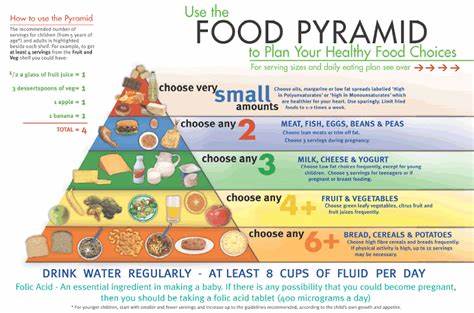 How to use the Pyramid
The recommended number of
servings for children (from 5 years of
age*) and adults is highlighted
beside each shelf. For example, to get
at least 4 servings from the Fruit and
Veg shelf you could have:
1/2 a glass of fruit juice = 1
3 dessertspoons of veg = 1
1 apple = 1
1 banana = 1
TOTAL = 4
Use the
FOOD PYRAMID
to Plan Your Healthy Food Choices
For serving sizes and daily eating plan see over
choose very
small
amounts
Choose oils, margarine or low fat spreads labelled 'High
in Polyunsaturates' or 'high in Monounsaturates' which
are healthier for your heart. Use sparingly. Limit fried
foods to 1-2 times a week.
choose any 2
MEAT, FISH, EGGS, BEANS & PEAS
Choose lean meats or trim off fat.
Choose 3 servings during pregnancy.
choose any 3
MILK, CHEESE & YOGURT
Choose low fat choices frequently, except for young
children. Choose 5 servings for teenagers or if
pregnant or breast feeding.
choose any 4+
FRUIT & VEGETABLES
Choose green leafy vegetables, citrus fruit and
fruit juices frequently
choose any 6+
BREAD, CEREALS & POTATOES
Choose high fibre cereals and breads frequently.
If physical activity is high, up to 12 servings
may be necessary.
DRINK WATER REGULARLY - AT LEAST 8 CUPS OF FLUID PER DAY
Folic Acid - An essential ingredient in making a baby. If there is any possibility that you could become pregnant,
then you should be taking a folic acid tablet (400 micrograms a day)
* For younger children, start with smaller and fewer servings, and increase to the guidelines recommended, according to the child's own growth and appetite.